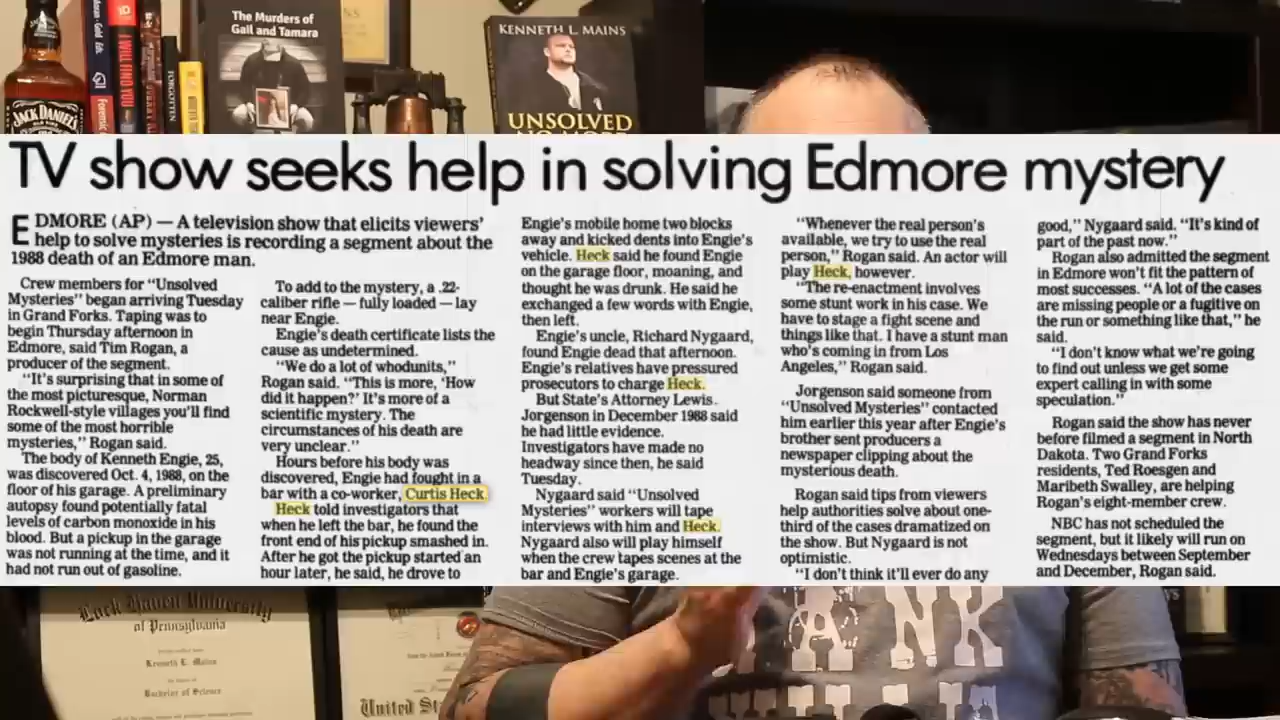 The Murders of
Gail and Tamara
KENNETH L. MAINS
UNSOLVED
NO MORE
I WILL FIND YOU
FORGOTTEN
JACK DANIEL'S
TV show seeks help in solving Edmore mystery
EDMORE (AP) — A television show that elicits viewers'
help to solve mysteries is recording a segment about the
1988 death of an Edmore man.
Crew members for "Unsolved
Mysteries" began arriving Tuesday
in Grand Forks. Taping was to
begin Thursday afternoon in
Edmore, said Tim Rogan, a
producer of the segment.
"It's surprising that in some of
the most picturesque, Norman
Rockwell-style villages you'll find
some of the most horrible
mysteries," Rogan said.
The body of Kenneth Engie, 25,
was discovered Oct. 4, 1988, on the
floor of his garage. A preliminary
autopsy found potentially fatal
levels of carbon monoxide in his
blood. But a pickup in the garage
was not running at the time, and it
had not run out of gasoline.
To add to the mystery, a .22-
caliber rifle — fully loaded — lay
near Engie.
Engie's death certificate lists the
cause as undetermined.
"We do a lot of whodunits,"
Rogan said. "This is more, 'How
did it happen?' It's more of a
scientific mystery. The
circumstances of his death are
very unclear."
Hours before his body was
discovered, Engie had fought in a
bar with a co-worker, Curtis Heck
Heck told investigators that
when he left the bar, he found the
front end of his pickup smashed in.
After he got the pickup started an
hour later, he said, he drove to
Engie's mobile home two blocks
away and kicked dents into Engie's
vehicle. Heck said he found Engie
on the garage floor, moaning, and
thought he was drunk. He said he
exchanged a few words with Engie,
then left.
Engie's uncle, Richard Nygaard,
found Engie dead that afternoon.
Engie's relatives have pressured
prosecutors to charge Heck.
But State's Attorney Lewis
Jorgenson in December 1988 said
he had little evidence.
Investigators have made no
headway since then, he said
Tuesday.
Nygaard said "Unsolved
Mysteries" workers will tape
interviews with him and Heck.
Nygaard also will play himself
when the crew tapes scenes at the
bar and Engie's garage.
"Whenever the real person's
available, we try to use the real
person," Rogan said. An actor will
play Heck, however.
"The re-enactment involves
some stunt work in his case. We
have to stage a fight scene and
things like that. I have a stunt man
who's coming in from Los
Angeles," Rogan said.
Jorgenson said someone from
"Unsolved Mysteries" contacted
him earlier this year after Engie's
brother sent producers a
newspaper clipping about the
mysterious death.
Rogan said tips from viewers
help authorities solve about one-
third of the cases dramatized on
the show. But Nygaard is not
optimistic.
"I don't think it'll ever do any
good," Nygaard said. "It's kind of
part of the past now."
Rogan also admitted the segment
in Edmore won't fit the pattern of
most successes. "A lot of the cases
are missing people or a fugitive on
the run or something like that," he
said.
"I don't know what we're going
to find out unless we get some
expert calling in with some
speculation."
Rogan said the show has never
before filmed a segment in North
Dakota. Two Grand Forks
residents, Ted Roesgen and
Maribeth Swalley, are helping
Rogan's eight-member crew.
NBC has not scheduled the
segment, but it likely will run on
Wednesdays between September
and December, Rogan said.
Lock Haven University
of Pennsylvania
Kenneth L. Mains
Bachelor of Science
United
ANK